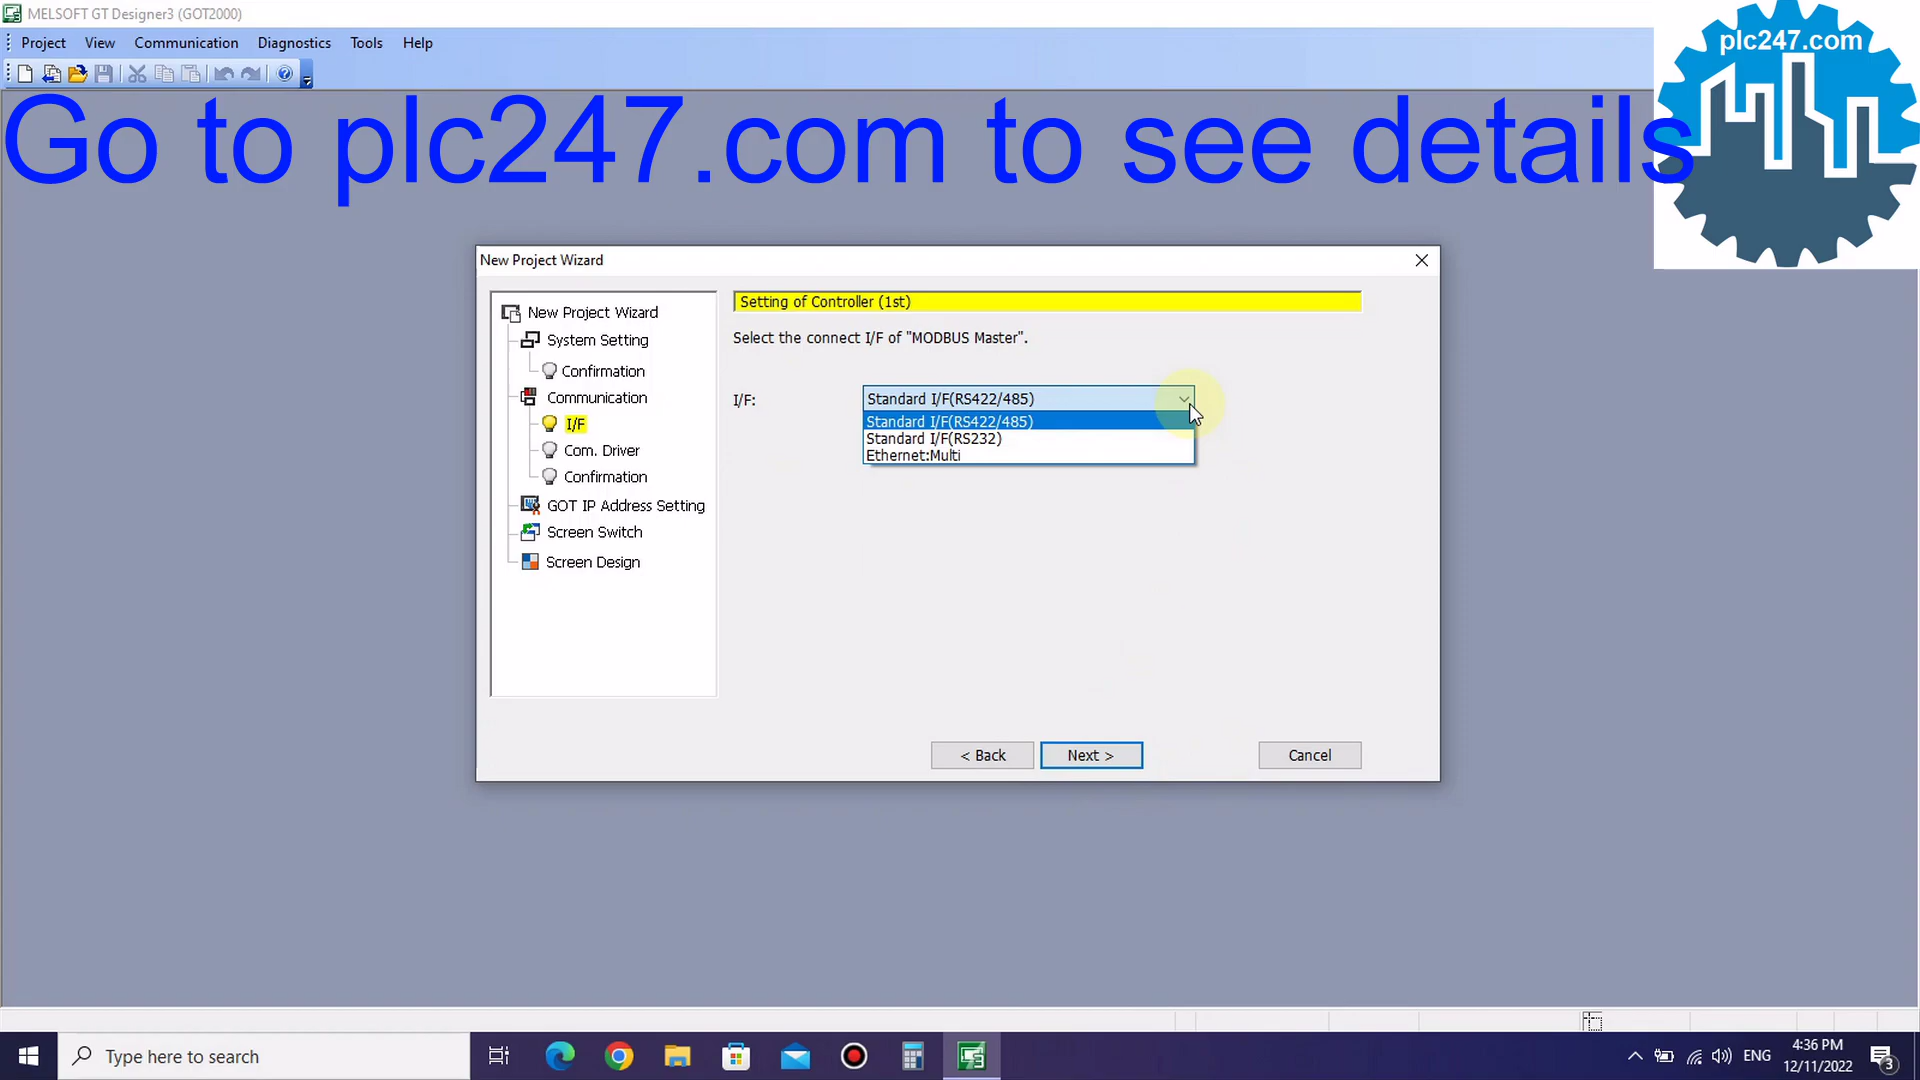 MELSOFT GT Designer3 (GOT2000)
Project View Communication Diagnostics Tools Help
plc247.com
Go to plc247.com to see details
New Project Wizard
New Project Wizard
System Setting
Confirmation
Communication
I/F
Com. Driver
Confirmation
GOT IP Address Setting
Screen Switch
Screen Design
Setting of Controller (1st)
Select the connect I/F of "MODBUS Master".
I/F: Standard I/F(RS422/485)
Standard I/F(RS422/485)
Standard I/F(RS232)
Ethernet:Multi
< Back Next > Cancel
Type here to search
ENG
4:36 PM
12/11/2022
3